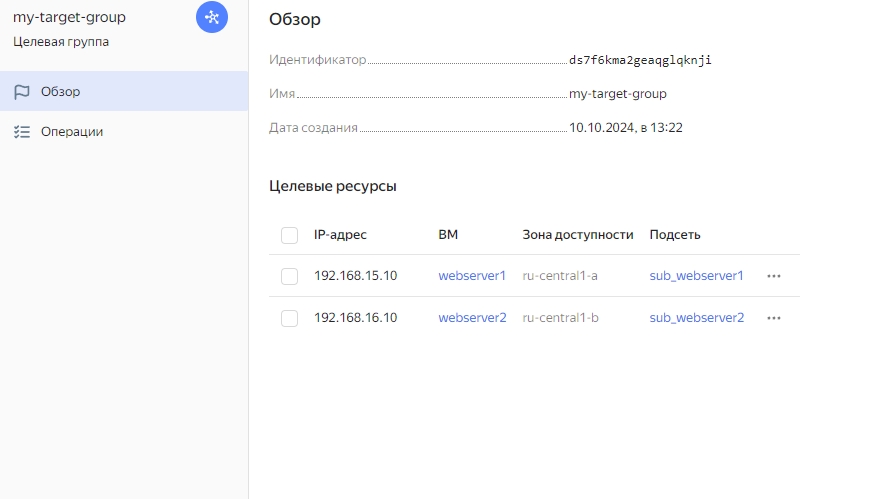 my-target-group
Целевая группа
Обзор
Операции
Обзор
Идентификатор ds7f6kma2geaqglqknji
Имя my-target-group
Дата создания 10.10.2024, в 13:22
Целевые ресурсы
IP-адрес ВМ Зона доступности Подсеть
192.168.15.10 webserver1 ru-central1-a sub_webserver1
192.168.16.10 webserver2 ru-central1-b sub_webserver2